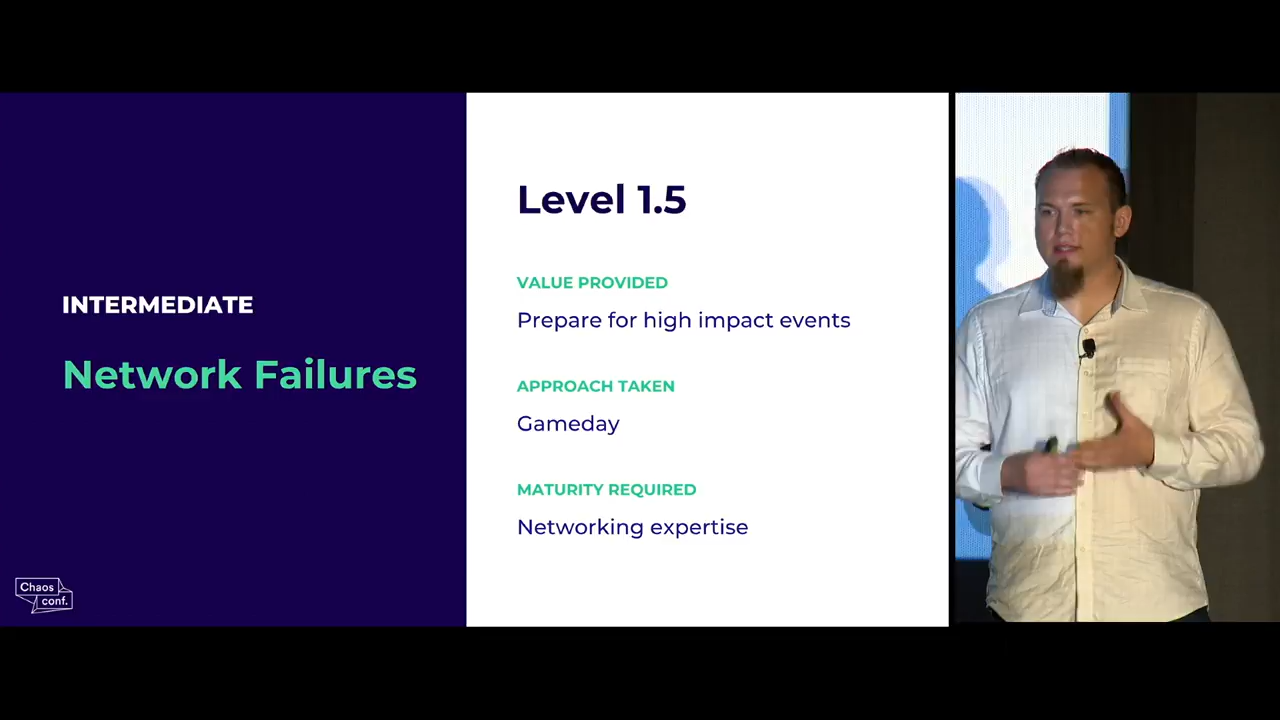 INTERMEDIATE
Network Failures
Chaos
conf.
Level 1.5
VALUE PROVIDED
Prepare for high impact events
APPROACH TAKEN
Gameday
MATURITY REQUIRED
Networking expertise